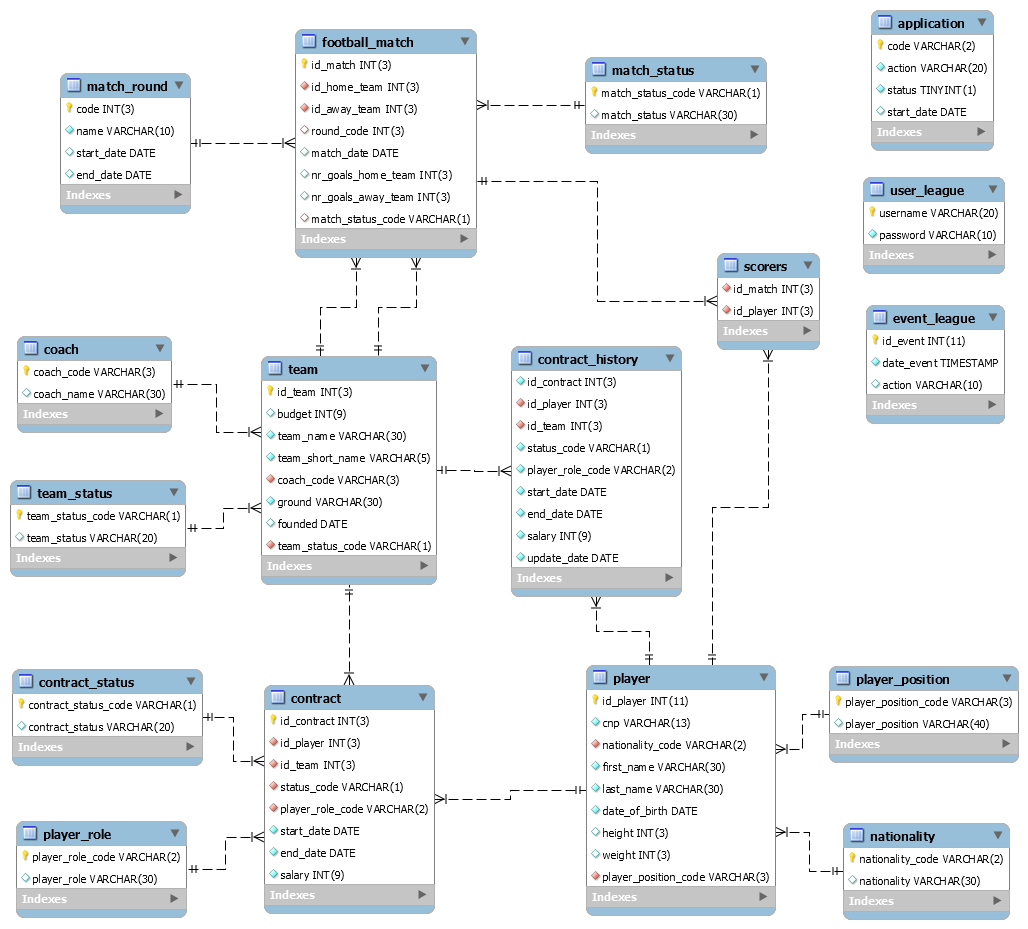 football_match
id_match INT(3)
id_home_team INT(3)
id_away_team INT(3)
round_code INT(3)
match_date DATE
nr_goals_home_team INT(3)
nr_goals_away_team INT(3)
match_status_code VARCHAR(1)
Indexes
match_round
code INT(3)
name VARCHAR(10)
start_date DATE
end_date DATE
Indexes
match_status
match_status_code VARCHAR(1)
match_status VARCHAR(30)
Indexes
application
code VARCHAR(2)
action VARCHAR(20)
status TINYINT(1)
start_date DATE
Indexes
user_league
username VARCHAR(20)
password VARCHAR(10)
Indexes
scorers
id_match INT(3)
id_player INT(3)
Indexes
event_league
id_event INT(11)
date_event TIMESTAMP
action VARCHAR(10)
Indexes
coach
coach_code VARCHAR(3)
coach_name VARCHAR(30)
Indexes
team
id_team INT(3)
budget INT(9)
team_name VARCHAR(30)
team_short_name VARCHAR(5)
coach_code VARCHAR(3)
ground VARCHAR(30)
founded DATE
team_status_code VARCHAR(1)
Indexes
contract_history
id_contract INT(3)
id_player INT(3)
id_team INT(3)
status_code VARCHAR(1)
player_role_code VARCHAR(2)
start_date DATE
end_date DATE
salary INT(9)
update_date DATE
Indexes
team_status
team_status_code VARCHAR(1)
team_status VARCHAR(20)
Indexes
contract_status
contract_status_code VARCHAR(1)
contract_status VARCHAR(20)
Indexes
contract
id_contract INT(3)
id_player INT(3)
id_team INT(3)
status_code VARCHAR(1)
player_role_code VARCHAR(2)
start_date DATE
end_date DATE
salary INT(9)
Indexes
player
id_player INT(11)
cnp VARCHAR(13)
nationality_code VARCHAR(2)
first_name VARCHAR(30)
last_name VARCHAR(30)
date_of_birth DATE
height INT(3)
weight INT(3)
player_position_code VARCHAR(3)
Indexes
player_position
player_position_code VARCHAR(3)
player_position VARCHAR(40)
Indexes
player_role
player_role_code VARCHAR(2)
player_role VARCHAR(30)
Indexes
nationality
nationality_code VARCHAR(2)
nationality VARCHAR(30)
Indexes